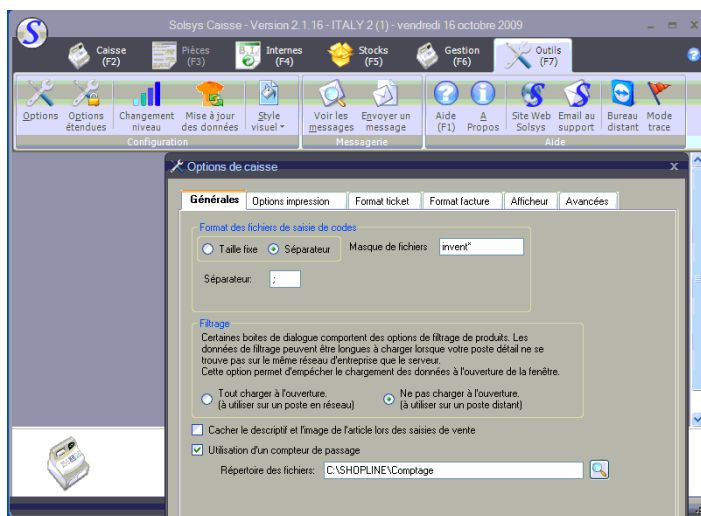 Solsys Caisse - Version 2.1.16 - ITALY 2 (1) - vendredi 16 octobre 2009
Caisse (F2)
Pièces (F3)
Internes (F4)
Stocks (F5)
Gestion (F6)
Outils (F7)
Options
Options étendues
Changement niveau
Mise à jour des données
Style visuel
Voir les messages
Envoyer un message
Aide (F1)
A Propos
Site Web Solsys
Email au support
Bureau distant
Mode trace
Configuration
Messagerie
Aide
Options de caisse
Générales
Options impression
Format ticket
Format facture
Afficheur
Avancées
Format des fichiers de saisie de codes
Taille fixe
Séparateur
Masque de fichiers
invent*
Séparateur:
;
Filtrage
Certaines boites de dialogue comportent des options de filtrage de produits. Les
données de filtrage peuvent être longues à charger lorsque votre poste détail ne se
trouve pas sur le même réseau d'entreprise que le serveur.
Cette option permet d'empécher le chargement des données à l'ouverture de la fenêtre.
Tout charger à l'ouverture.
(à utiliser sur un poste en réseau)
Ne pas charger à l'ouverture.
(à utiliser sur un poste distant)
Cacher le descriptif et l'image de l'article lors des saisies de vente
Utilisation d'un compteur de passage
Répertoire des fichiers:
C:\SHOPLINE\Comptage